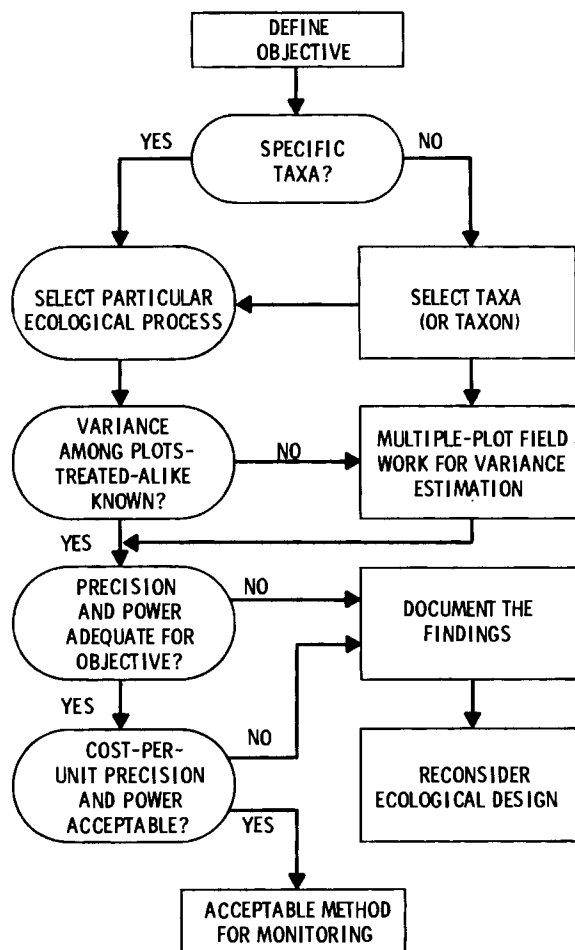 DEFINE
OBJECTIVE
YES
SPECIFIC
TAXA?
NO
SELECT PARTICULAR
ECOLOGICAL PROCESS
SELECT TAXA
(OR TAXON)
VARIANCE
AMONG PLOTS-
TREATED-ALIKE
KNOWN?
NO
MULTIPLE-PLOT FIELD
WORK FOR VARIANCE
ESTIMATION
YES
PRECISION
AND POWER
ADEQUATE FOR
OBJECTIVE?
NO
DOCUMENT THE
FINDINGS
YES
COST-PER-
UNIT PRECISION
AND POWER
ACCEPTABLE?
NO
YES
RECONSIDER
ECOLOGICAL DESIGN
ACCEPTABLE METHOD
FOR MONITORING